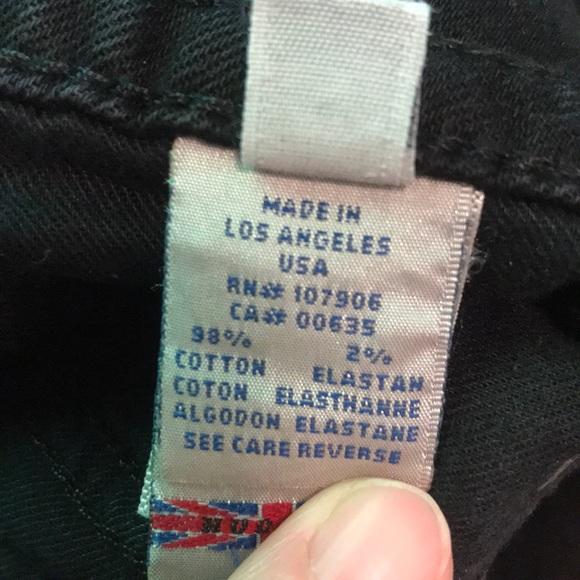 MADE IN
LOS ANGELES
USA
RN# 107906
CA# 00635
98% 2%
COTTON ELASTAN
COTON ELASTHANNE
ALGODON ELASTANE
SEE CARE REVERSE